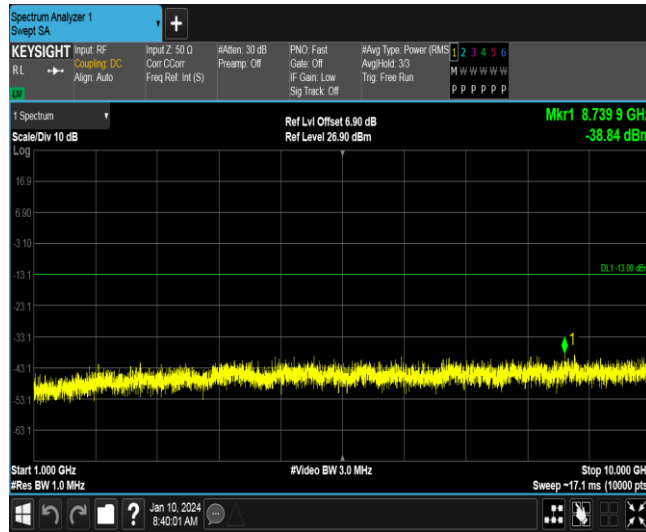 Spectrum Analyzer 1
Swept SA
KEYSIGHT
RL
LXI
Input: RF
Coupling: DC
Align: Auto
Input Z: 50 Ω
Corr CCorr
Freq Ref: Int (S)
#Atten: 30 dB
Preamp: Off
PNO: Fast
Gate: Off
IF Gain: Low
Sig Track: Off
#Avg Type: Power (RMS
Avg|Hold: 3/3
Trig: Free Run
1 2 3 4 5 6
M W W W W W
P P P P P P
1 Spectrum
Scale/Div 10 dB
Ref Lvl Offset 6.90 dB
Ref Level 26.90 dBm
Mkr1 8.739 9 GHz
-38.84 dBm
Log
16.9
6.90
-3.10
-13.1
DL1 -13.00 dBm
-23.1
-33.1
1
-43.1
-53.1
-63.1
Start 1.000 GHz
#Res BW 1.0 MHz
#Video BW 3.0 MHz
Stop 10.000 GHz
Sweep ~17.1 ms (10000 pts
?
Jan 10, 2024
8:40:01 AM